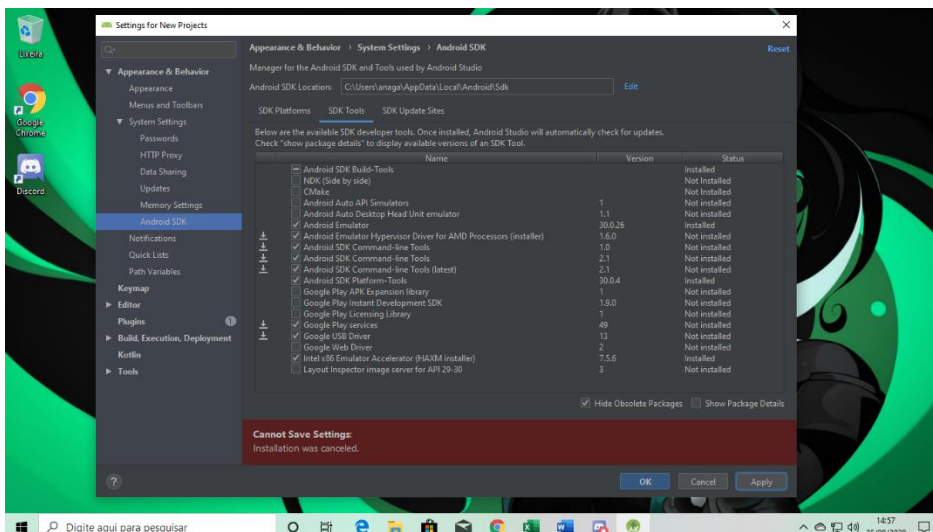 Settings for New Projects
Lixeira
Google Chrome
Discord
Appearance & Behavior
Appearance
Menus and Toolbars
System Settings
Passwords
HTTP Proxy
Data Sharing
Updates
Memory Settings
Android SDK
Notifications
Quick Lists
Path Variables
Keymap
Editor
Plugins
Build, Execution, Deployment
Kotlin
Tools
Appearance & Behavior › System Settings › Android SDK
Reset
Manager for the Android SDK and Tools used by Android Studio
Android SDK Location: C:\Users\anaga\AppData\Local\Android\Sdk Edit
SDK Platforms SDK Tools SDK Update Sites
Below are the available SDK developer tools. Once installed, Android Studio will automatically check for updates.
Check "show package details" to display available versions of an SDK Tool.
Name Version Status
Android SDK Build-Tools Installed
NDK (Side by side) Not Installed
CMake Not Installed
Android Auto API Simulators 1 Not installed
Android Auto Desktop Head Unit emulator 1.1 Not installed
Android Emulator 30.0.26 Installed
Android Emulator Hypervisor Driver for AMD Processors (installer) 1.6.0 Not installed
Android SDK Command-line Tools 1.0 Not installed
Android SDK Command-line Tools 2.1 Not installed
Android SDK Command-line Tools (latest) 2.1 Not installed
Android SDK Platform-Tools 30.0.4 Installed
Google Play APK Expansion library 1 Not installed
Google Play Instant Development SDK 1.9.0 Not installed
Google Play Licensing Library 1 Not installed
Google Play services 49 Not installed
Google USB Driver 13 Not installed
Google Web Driver 2 Not installed
Intel x86 Emulator Accelerator (HAXM installer) 7.5.6 Installed
Layout Inspector image server for API 29-30 3 Not installed
Hide Obsolete Packages Show Package Details
Cannot Save Settings:
Installation was canceled.
? OK Cancel Apply
Digite aqui para pesquisar
14:57